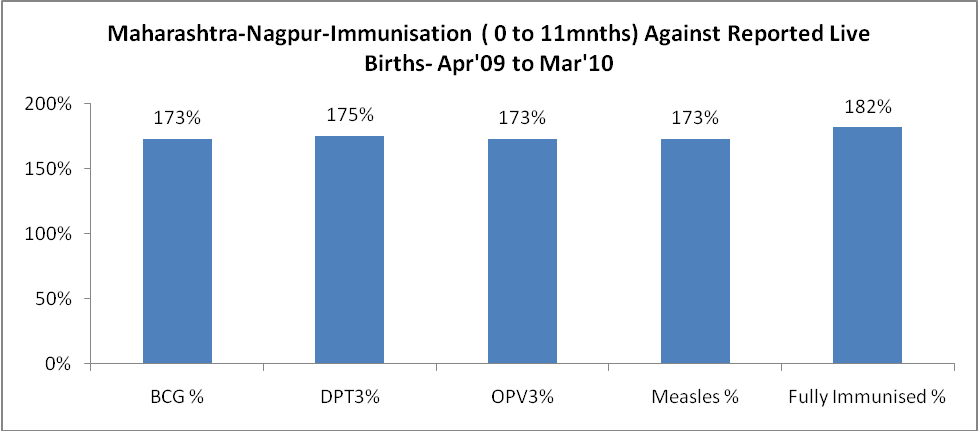 Maharashtra-Nagpur-Immunisation ( 0 to 11mnths) Against Reported Live
Births- Apr'09 to Mar'10
200%
150%
100%
50%
0%
173%
175%
173%
173%
182%
BCG %
DPT3%
OPV3%
Measles %
Fully Immunised %